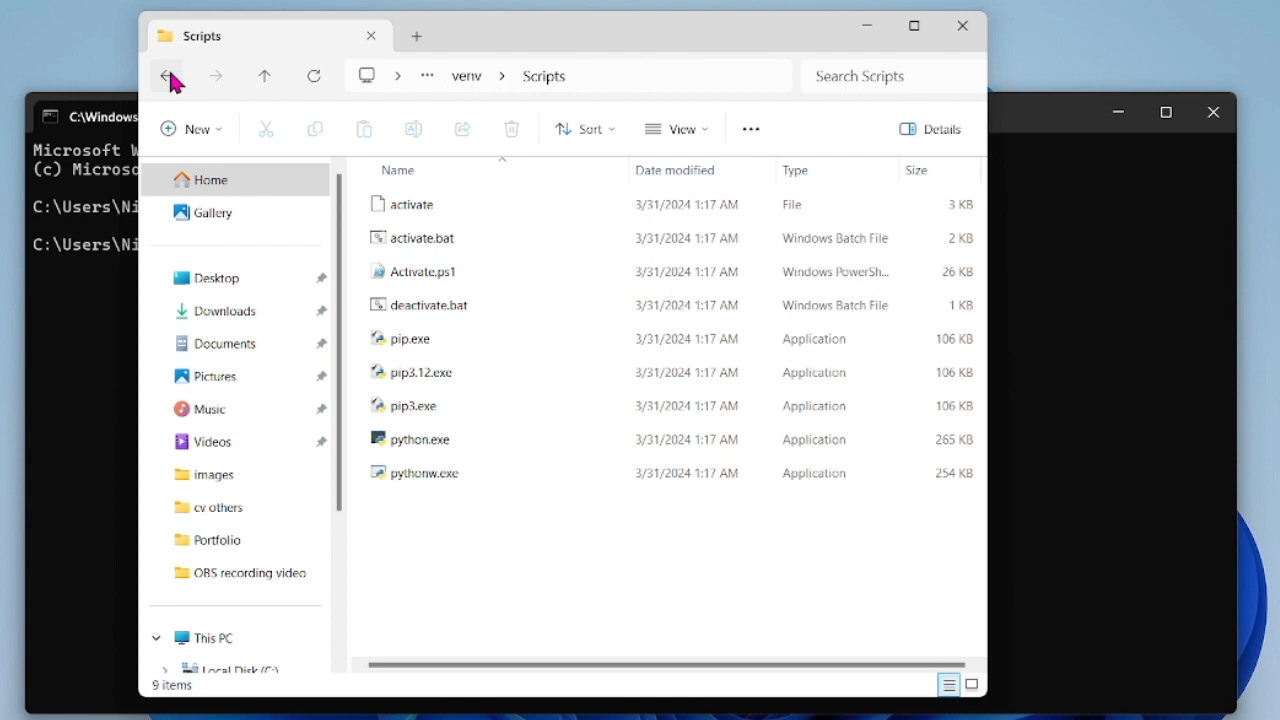 Scripts
venv
Scripts
Search Scripts
C:\Windows
New
Sort
View
Details
Microsoft W
(c) Microso
C:\Users\Ni
C:\Users\Ni
Home
Gallery
Desktop
Downloads
Documents
Pictures
Music
Videos
images
cv others
Portfolio
OBS recording video
This PC
Local Disk (C:)
Name Date modified Type Size
activate 3/31/2024 1:17 AM File 3 KB
activate.bat 3/31/2024 1:17 AM Windows Batch File 2 KB
Activate.ps1 3/31/2024 1:17 AM Windows PowerSh... 26 KB
deactivate.bat 3/31/2024 1:17 AM Windows Batch File 1 KB
pip.exe 3/31/2024 1:17 AM Application 106 KB
pip3.12.exe 3/31/2024 1:17 AM Application 106 KB
pip3.exe 3/31/2024 1:17 AM Application 106 KB
python.exe 3/31/2024 1:17 AM Application 265 KB
pythonw.exe 3/31/2024 1:17 AM Application 254 KB
9 items